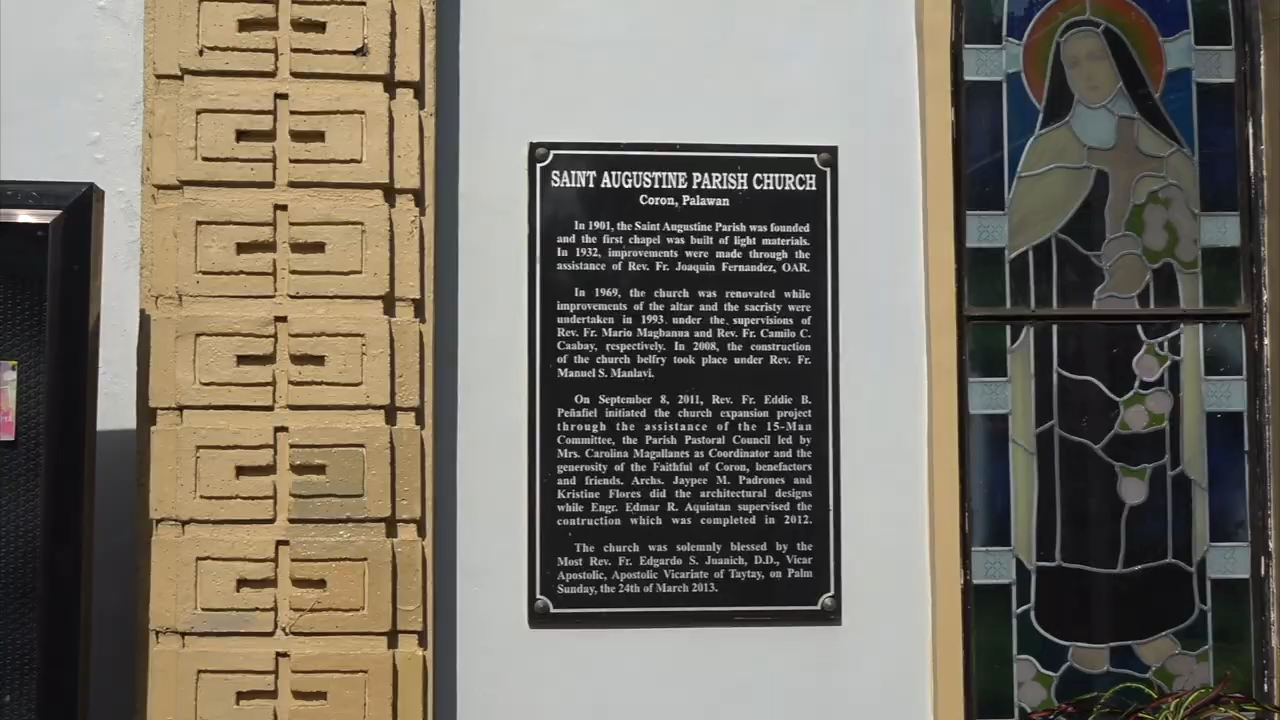 SAINT AUGUSTINE PARISH CHURCH
Coron, Palawan
In 1901, the Saint Augustine Parish was founded
and the first chapel was built of light materials.
In 1932, improvements were made through the
assistance of Rev. Fr. Joaquin Fernandez, OAR.
In 1969, the church was renovated while
improvements of the altar and the sacristy were
undertaken in 1993 under the supervisions of
Rev. Fr. Mario Magbanua and Rev. Fr. Camilo C.
Caabay, respectively. In 2008, the construction
of the church belfry took place under Rev. Fr.
Manuel S. Manlavi.
On September 8, 2011, Rev. Fr. Eddie B.
Peñafiel initiated the church expansion project
through the assistance of the 15-Man
Committee, the Parish Pastoral Council led by
Mrs. Carolina Magallanes as Coordinator and the
generosity of the Faithful of Coron, benefactors
and friends. Archs. Jaypee M. Padrones and
Kristine Flores did the architectural designs
while Engr. Edmar R. Aquiatan supervised the
contruction which was completed in 2012.
The church was solemnly blessed by the
Most Rev. Fr. Edgardo S. Juanich, D.D., Vicar
Apostolic, Apostolic Vicariate of Taytay, on Palm
Sunday, the 24th of March 2013.